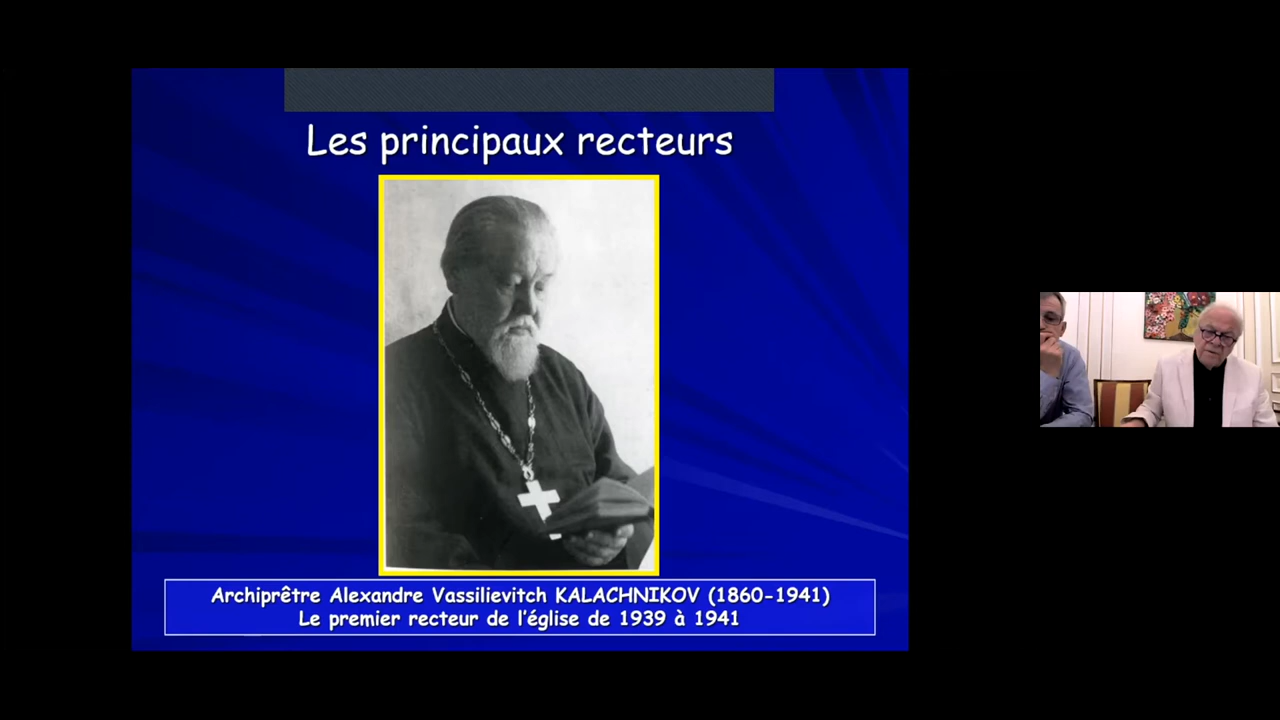 Les principaux recteurs
Archiprêtre Alexandre Vassilievitch KALACHNIKOV (1860-1941)
Le premier recteur de l'église de 1939 à 1941